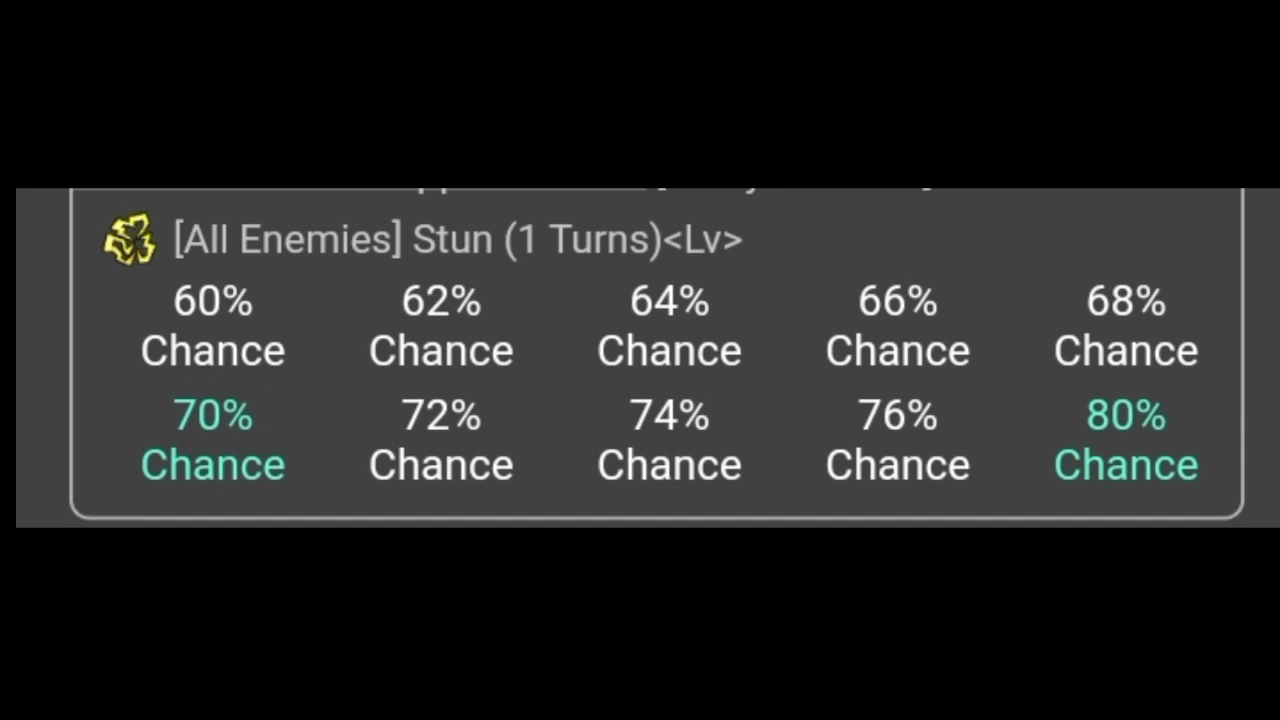 [All Enemies] Stun (1 Turns)<Lv>
60% 62% 64% 66% 68%
Chance Chance Chance Chance Chance
70% 72% 74% 76% 80%
Chance Chance Chance Chance Chance